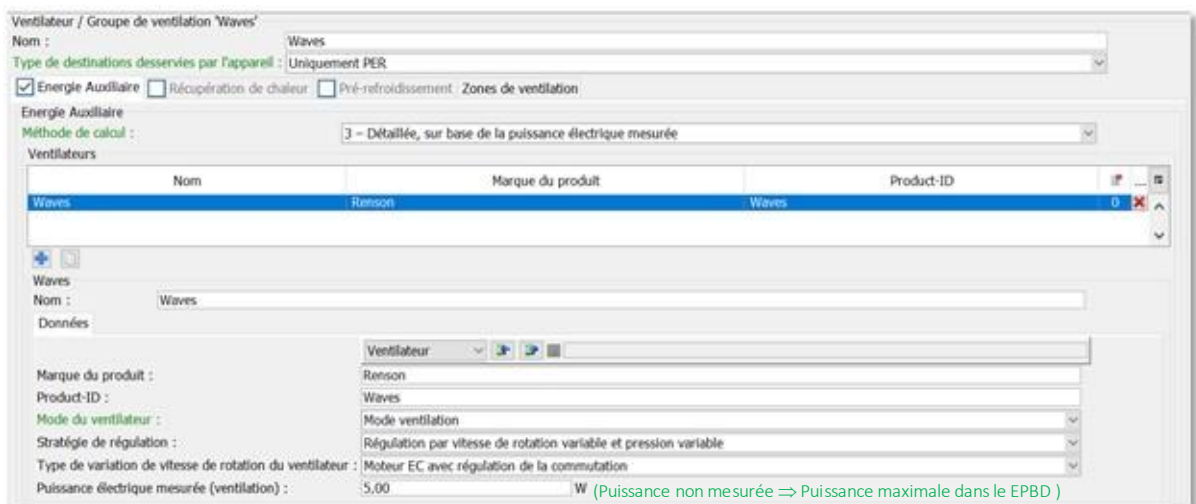 Ventilateur / Groupe de ventilation 'Waves'
Nom : Waves
Type de destinations desservies par l'appareil : Uniquement PER
Energie Auxiliaire Récupération de chaleur Pré-refroidissement Zones de ventilation
Energie Auxiliaire
Méthode de calcul : 3 – Détaillée, sur base de la puissance électrique mesurée
Ventilateurs
Nom Marque du produit Product-ID ...
Waves Renson Waves 0
Waves
Nom : Waves
Données
Ventilateur
Marque du produit : Renson
Product-ID : Waves
Mode du ventilateur : Mode ventilation
Stratégie de régulation : Régulation par vitesse de rotation variable et pression variable
Type de variation de vitesse de rotation du ventilateur : Moteur EC avec régulation de la commutation
Puissance électrique mesurée (ventilation) : 5,00 W (Puissance non mesurée ⇒ Puissance maximale dans le EPBD )